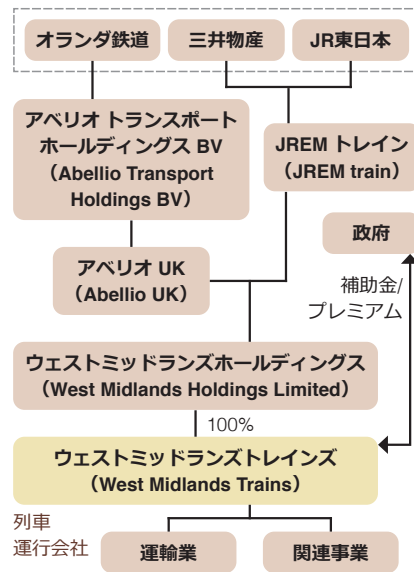 オランダ鉄道
三井物産
JR東日本
アベリオ トランスポート
ホールディングス BV
（Abellio Transport
Holdings BV）
JREM トレイン
（JREM train）
政府
アベリオ UK
（Abellio UK）
補助金/
プレミアム
ウェストミッドランズホールディングス
（West Midlands Holdings Limited）
100%
ウェストミッドランズトレインズ
（West Midlands Trains）
列車
運行会社
運輸業
関連事業